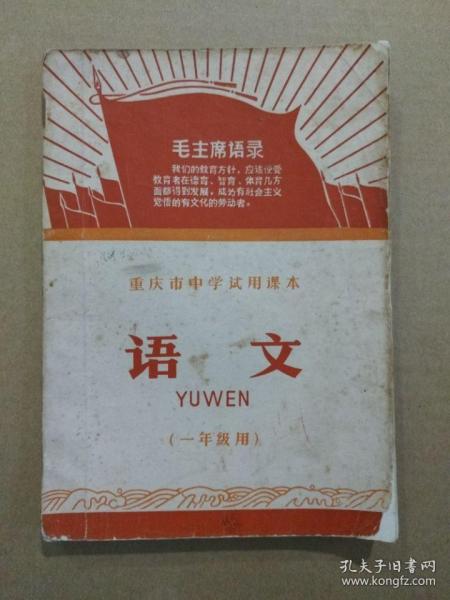 毛主席语录
我们的教育方针，应该使受
教育者在德育、智育、体育几方
面都得到发展，成为有社会主义
觉悟的有文化的劳动者。
重庆市中学试用课本
语文
YUWEN
(一年级用)
孔夫子旧书网
www.kongfz.com